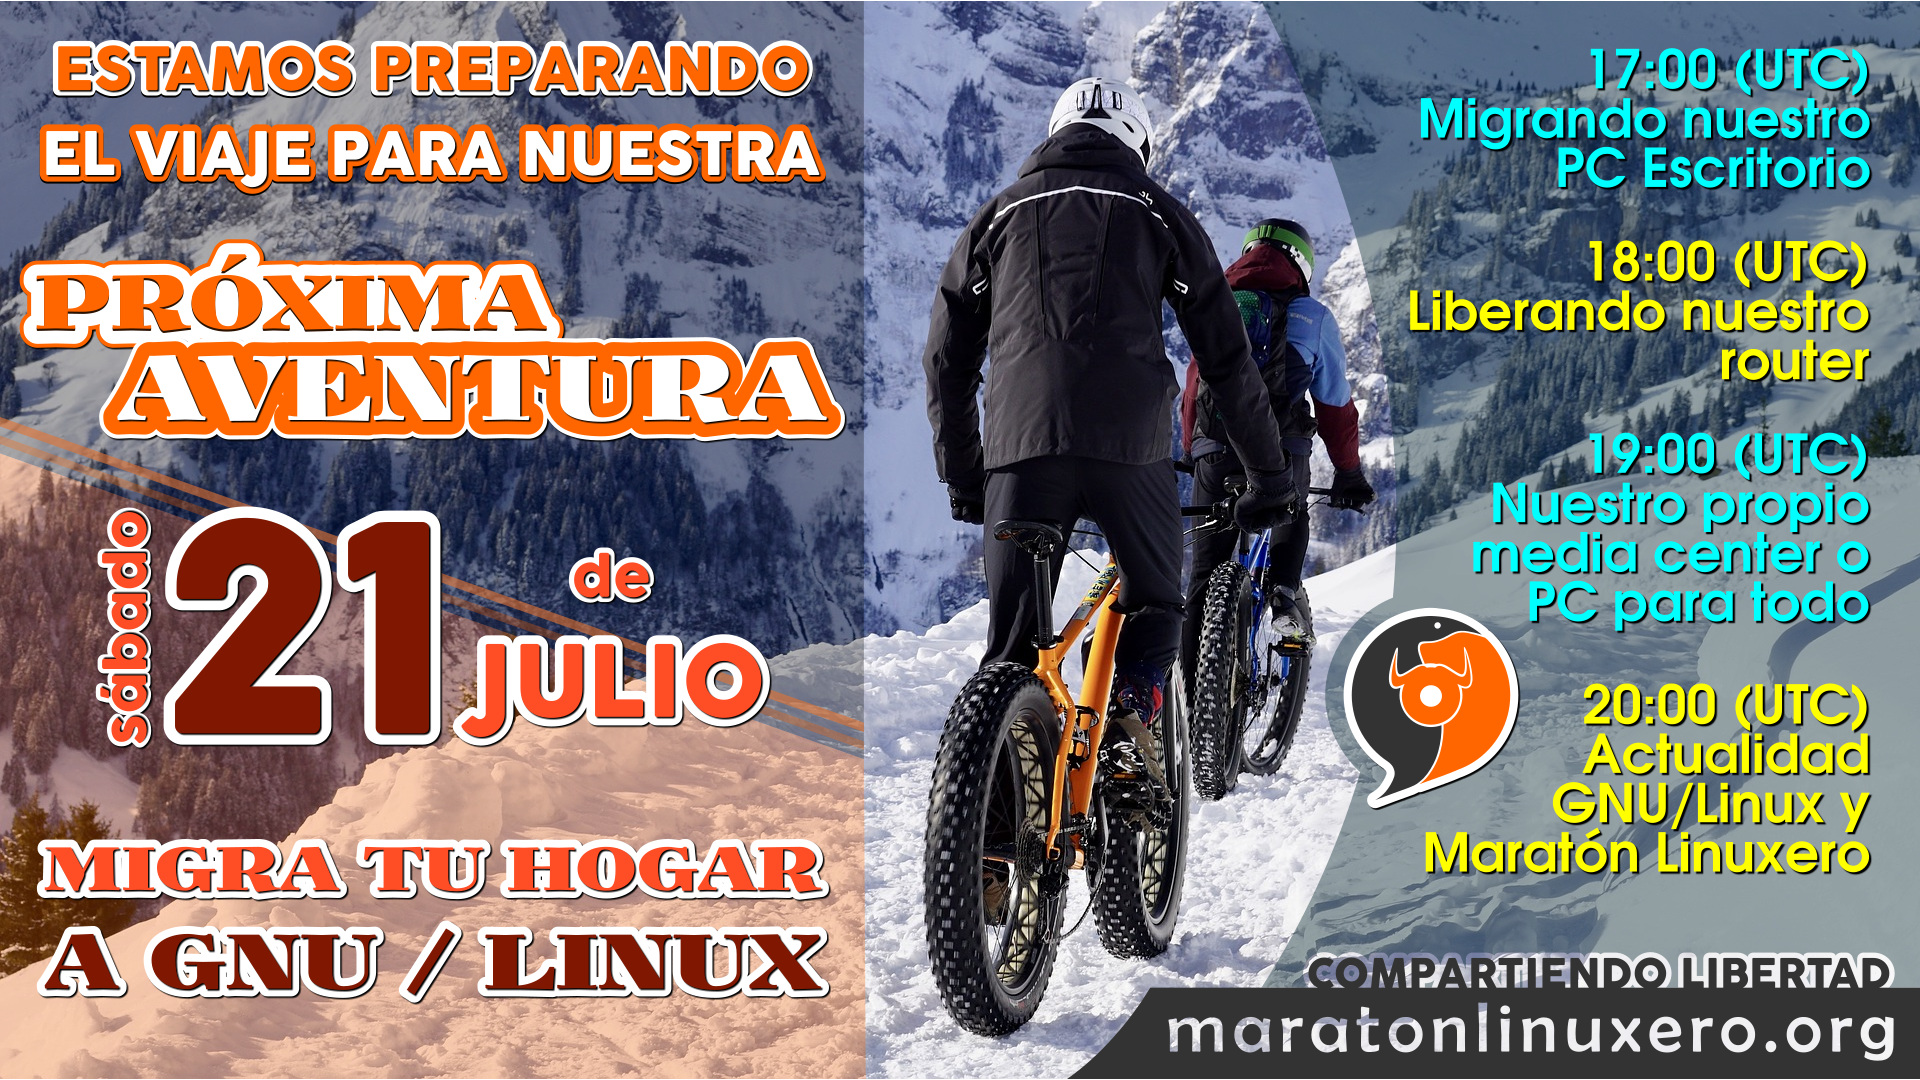 ESTAMOS PREPARANDO
EL VIAJE PARA NUESTRA
PRÓXIMA
AVENTURA
sábado
21
de
JULIO
MIGRA TU HOGAR
A GNU / LINUX
17:00 (UTC)
Migrando nuestro
PC Escritorio
18:00 (UTC)
Liberando nuestro
router
19:00 (UTC)
Nuestro propio
media center o
PC para todo
20:00 (UTC)
Actualidad
GNU/Linux y
Maratón Linuxero
COMPARTIENDO LIBERTAD
maratonlinuxero.org